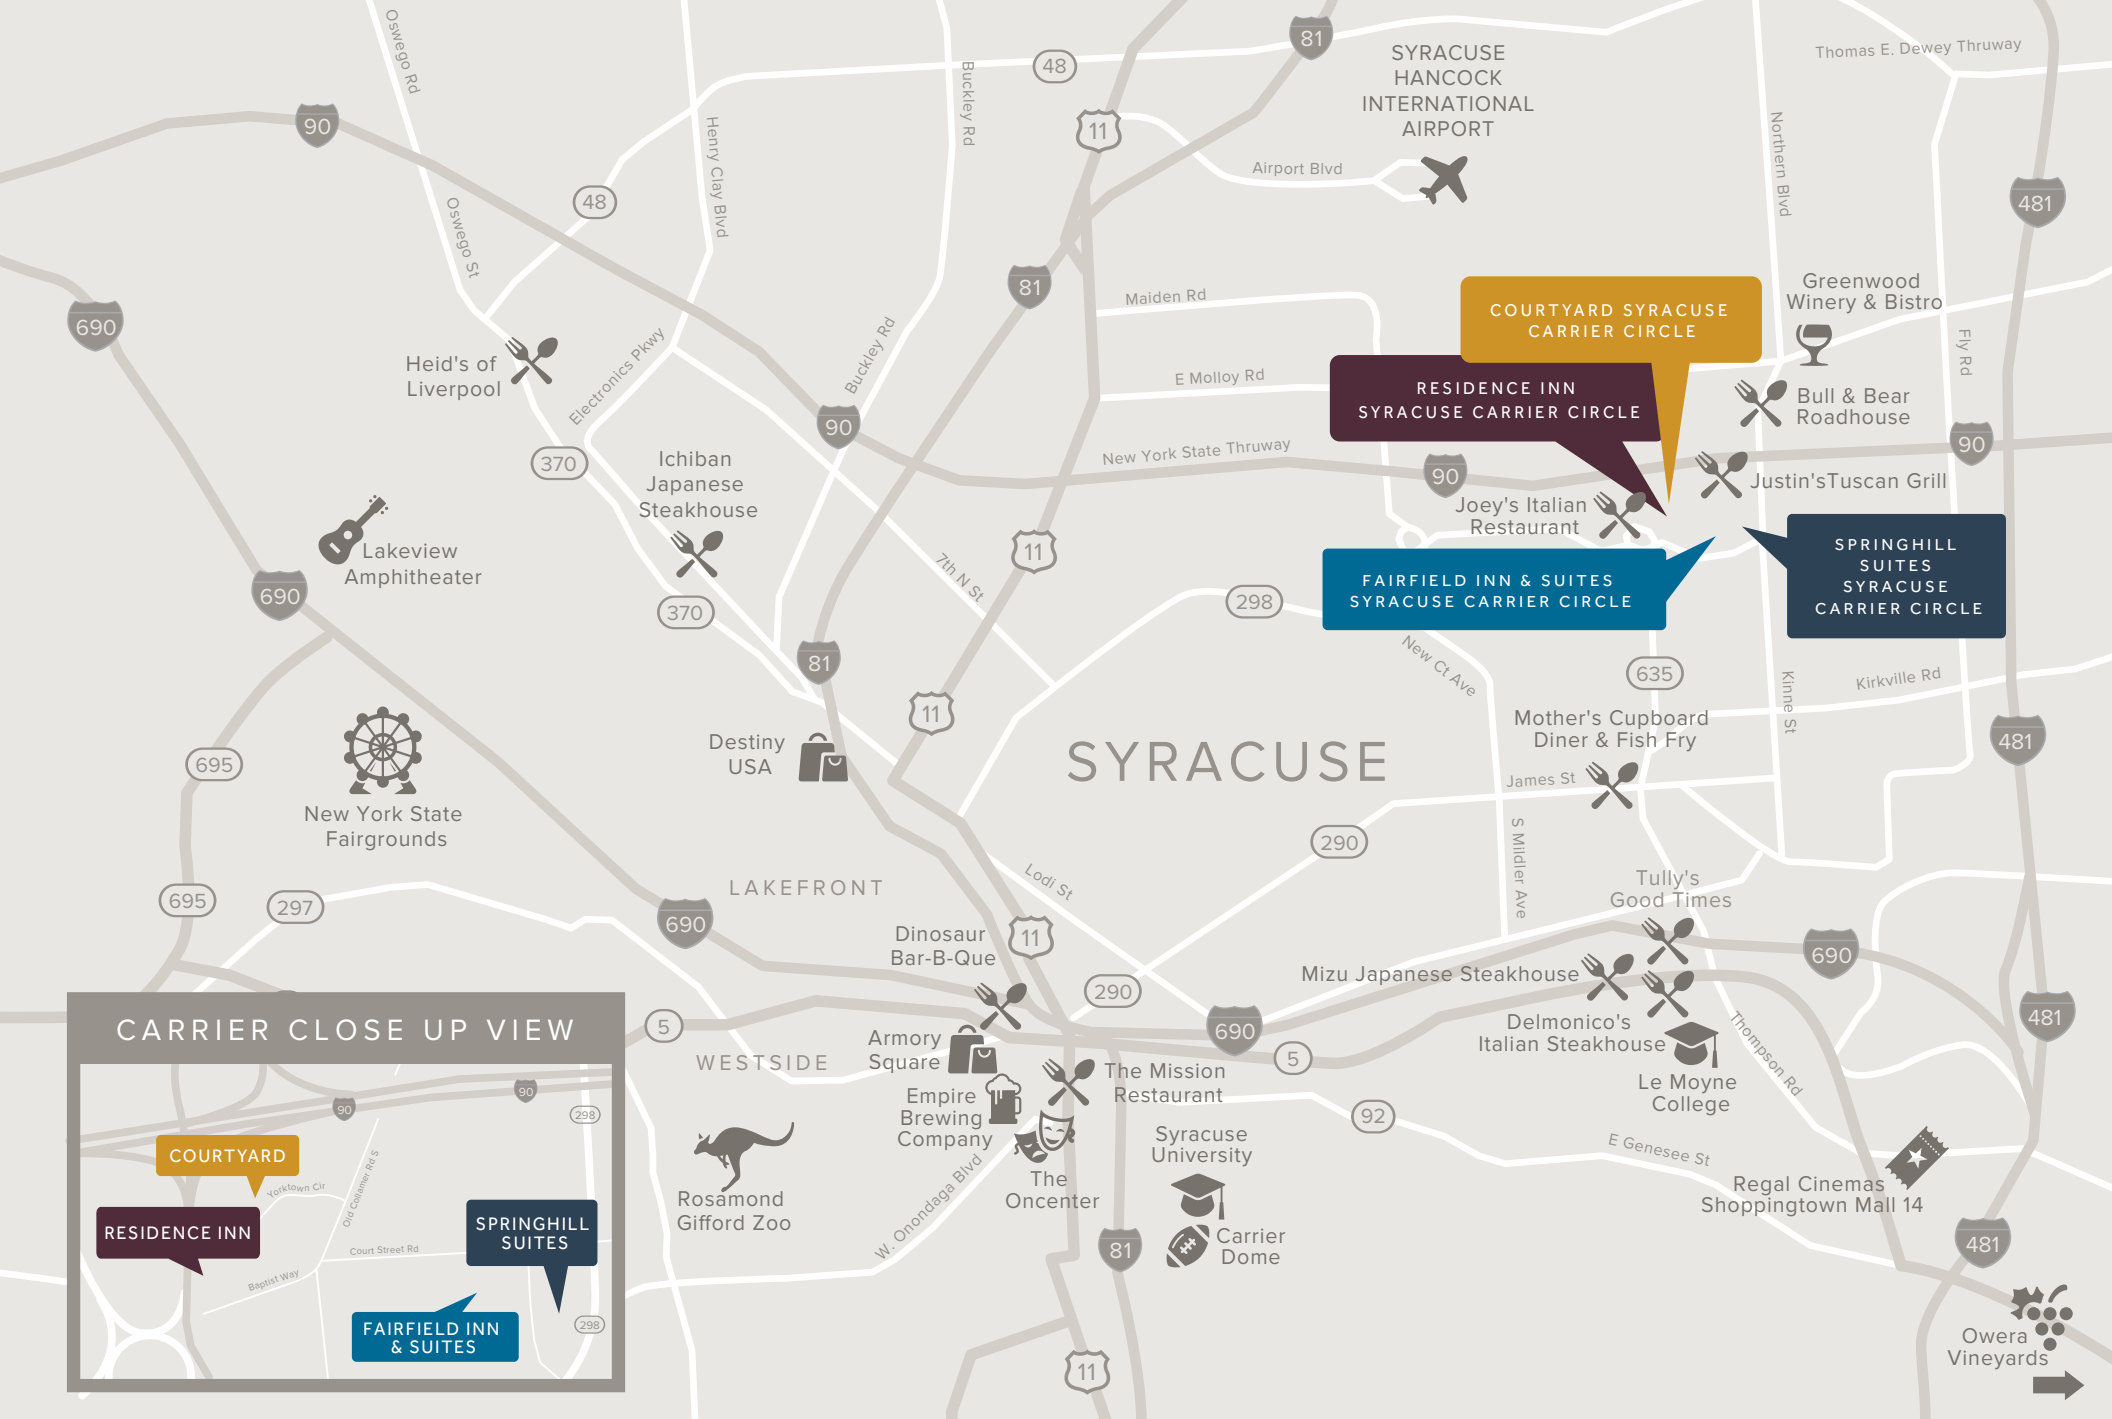 Oswego Rd
90
48
Buckley Rd
Henry Clay Blvd
81
SYRACUSE
HANCOCK
INTERNATIONAL
AIRPORT
Thomas E. Dewey Thruway
11
Airport Blvd
Northern Blvd
481
48
Oswego St
690
81
Maiden Rd
COURTYARD SYRACUSE
CARRIER CIRCLE
Greenwood
Winery & Bistro
Fly Rd
Heid's of
Liverpool
Electronics Pkwy
Buckley Rd
E Molloy Rd
RESIDENCE INN
SYRACUSE CARRIER CIRCLE
Bull & Bear
Roadhouse
90
370
Ichiban
Japanese
Steakhouse
New York State Thruway
90
90
Justin'sTuscan Grill
Joey's Italian
Restaurant
Lakeview
Amphitheater
11
7th N St
690
370
298
FAIRFIELD INN & SUITES
SYRACUSE CARRIER CIRCLE
SPRINGHILL
SUITES
SYRACUSE
CARRIER CIRCLE
81
New Ct Ave
635
Kinne St
Kirkville Rd
11
Mother's Cupboard
Diner & Fish Fry
481
695
Destiny
USA
SYRACUSE
James St
New York State
Fairgrounds
290
S Mildler Ave
LAKEFRONT
Lodi St
Tully's
Good Times
695
297
690
11
Dinosaur
Bar-B-Que
690
Mizu Japanese Steakhouse
290
5
690
481
Armory
Square
WESTSIDE
5
Delmonico's
Italian Steakhouse
Thompson Rd
The Mission
Restaurant
Le Moyne
College
Empire
Brewing
Company
92
Syracuse
University
E Genesee St
Regal Cinemas
Shoppingtown Mall 14
The
Oncenter
Rosamond
Gifford Zoo
W. Onondaga Blvd
81
Carrier
Dome
481
Owera
Vineyards
11
CARRIER CLOSE UP VIEW
90
90
298
COURTYARD
Yorktown Cir
Old Collamer Rd S
RESIDENCE INN
SPRINGHILL
SUITES
Court Street Rd
Baptist Way
FAIRFIELD INN
& SUITES
298